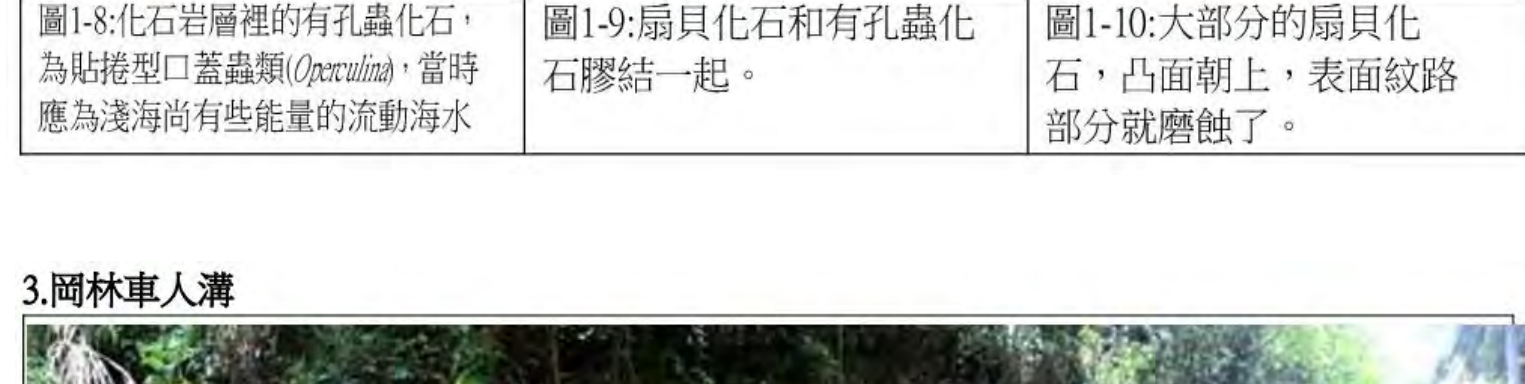 圖1-8:化石岩層裡的有孔蟲化石，
為貼捲型口蓋蟲類(Operculina)，當時
應為淺海尚有些能量的流動海水
圖1-9:扇貝化石和有孔蟲化
石膠結一起。
圖1-10:大部分的扇貝化
石，凸面朝上，表面紋路
部分就磨蝕了。
3.岡林車人溝